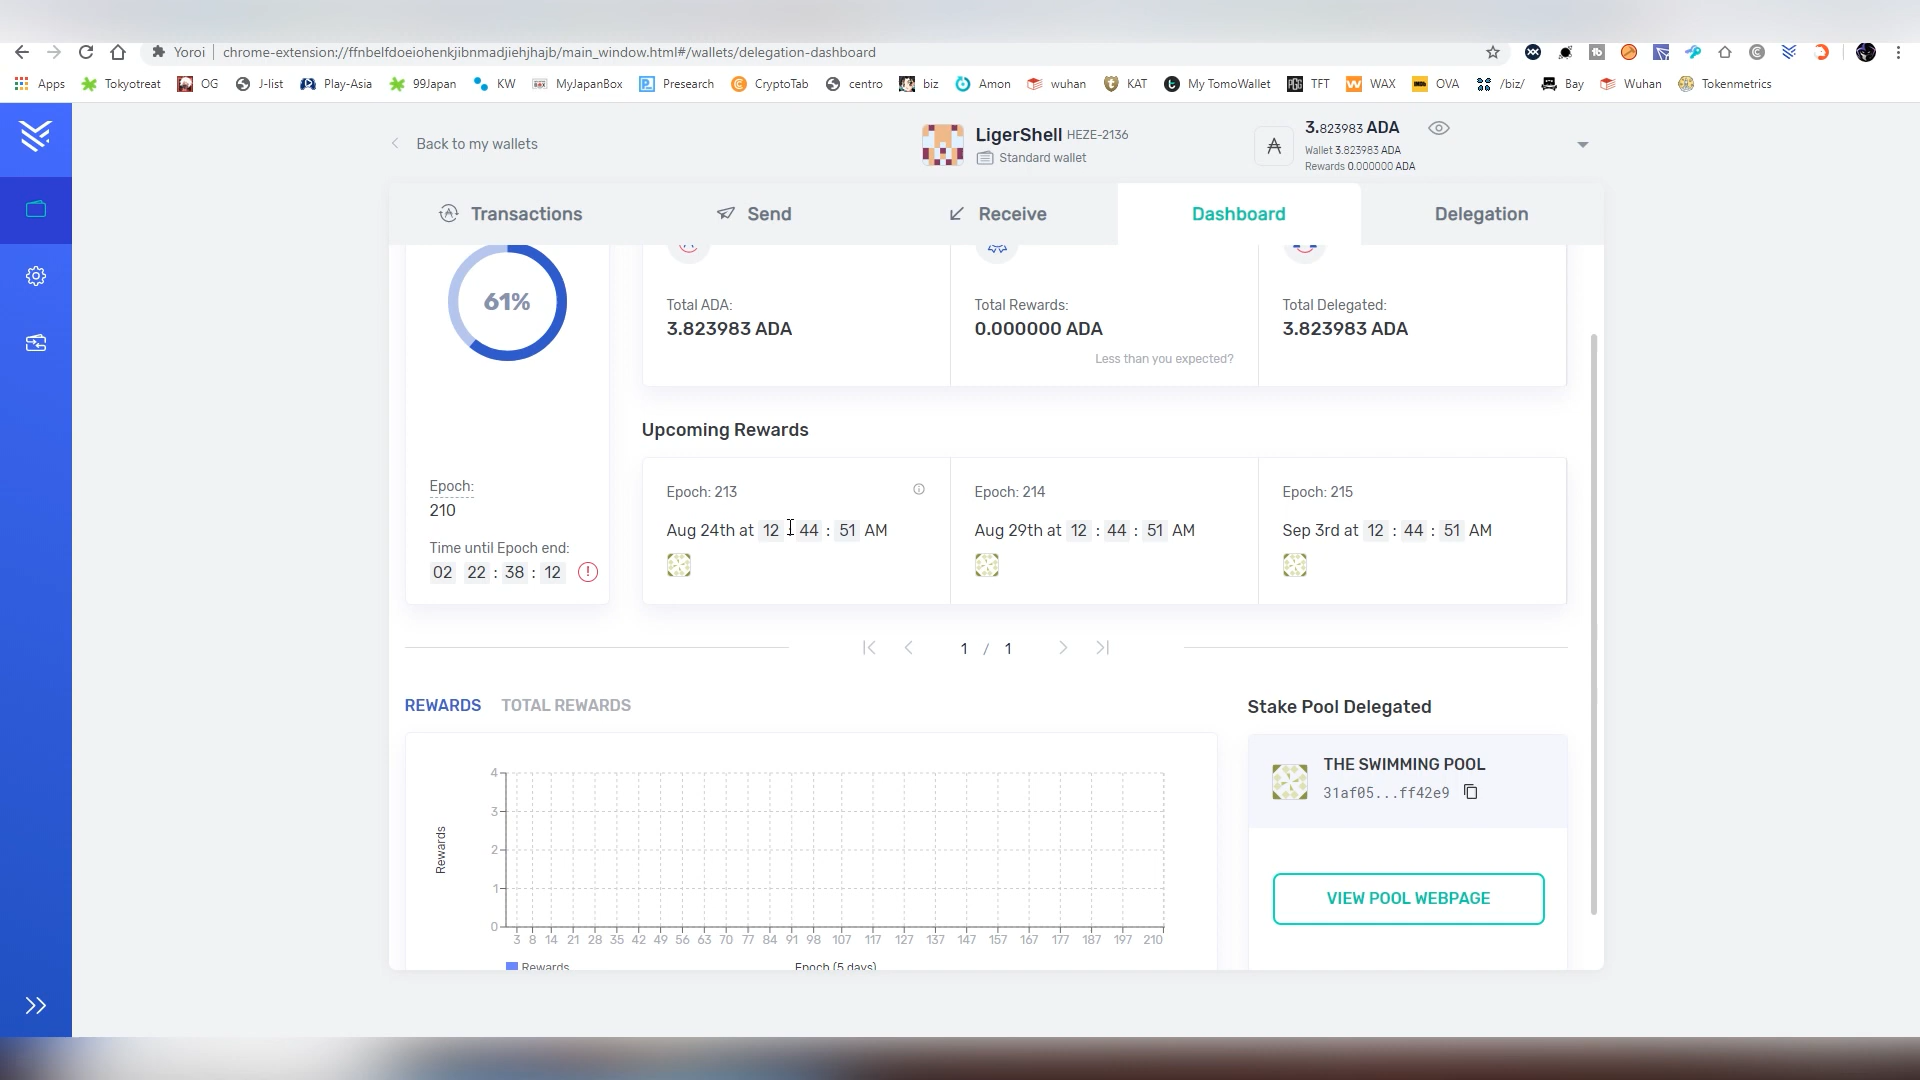 Yoroi chrome-extension://ffnbelfdoeiohenkjibnmadjiehjhajb/main_window.html#/wallets/delegation-dashboard
Apps Tokyotreat OG J-list Play-Asia 99Japan KW MyJapanBox Presearch CryptoTab centro biz Amon wuhan KAT My TomoWallet TFT WAX OVA /biz/ Bay Wuhan Tokenmetrics
Back to my wallets
LigerShell HEZE-2136
Standard wallet
3.823983 ADA
Wallet 3.823983 ADA
Rewards 0.000000 ADA
Transactions Send Receive Dashboard Delegation
61%
Epoch:
210
Time until Epoch end:
02 22 : 38 : 12
Total ADA:
3.823983 ADA
Total Rewards:
0.000000 ADA
Less than you expected?
Total Delegated:
3.823983 ADA
Upcoming Rewards
Epoch: 213
Aug 24th at 12 : 44 : 51 AM
Epoch: 214
Aug 29th at 12 : 44 : 51 AM
Epoch: 215
Sep 3rd at 12 : 44 : 51 AM
1 / 1
REWARDS TOTAL REWARDS
Rewards
4
3
2
1
0
3 8 14 21 28 35 42 49 56 63 70 77 84 91 98 107 117 127 137 147 157 167 177 187 197 210
Rewards
Epoch (5 days)
Stake Pool Delegated
THE SWIMMING POOL
31af05...ff42e9
VIEW POOL WEBPAGE